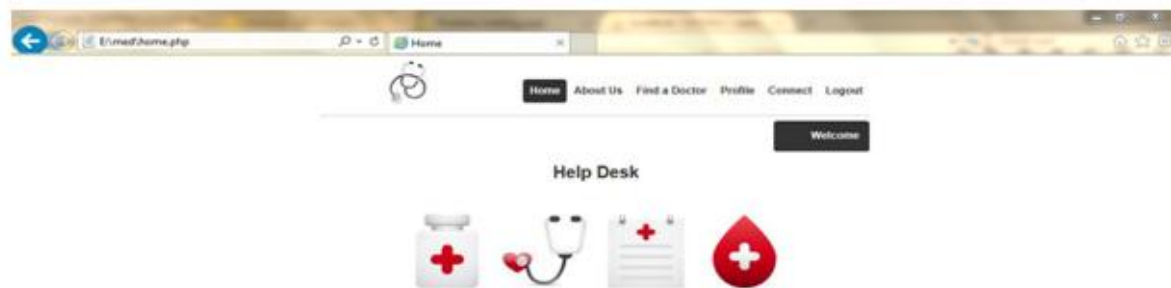 E:\med\home.php
Home
Home About Us Find a Doctor Profile Connect Logout
Welcome
Help Desk